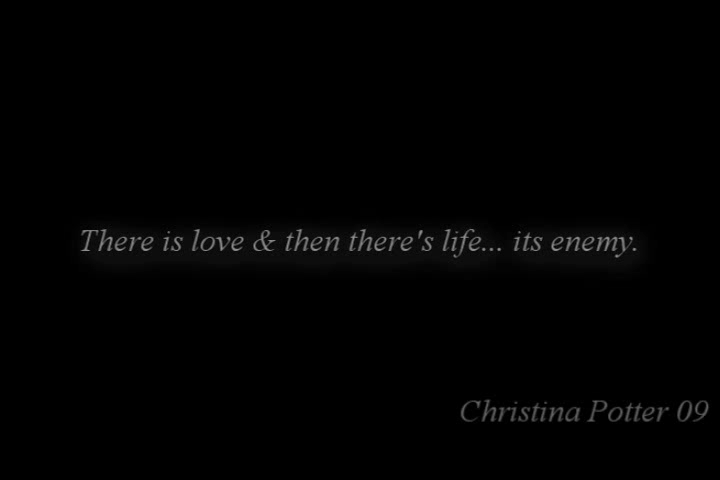 There is love & then there's life... its enemy.
Christina Potter 09